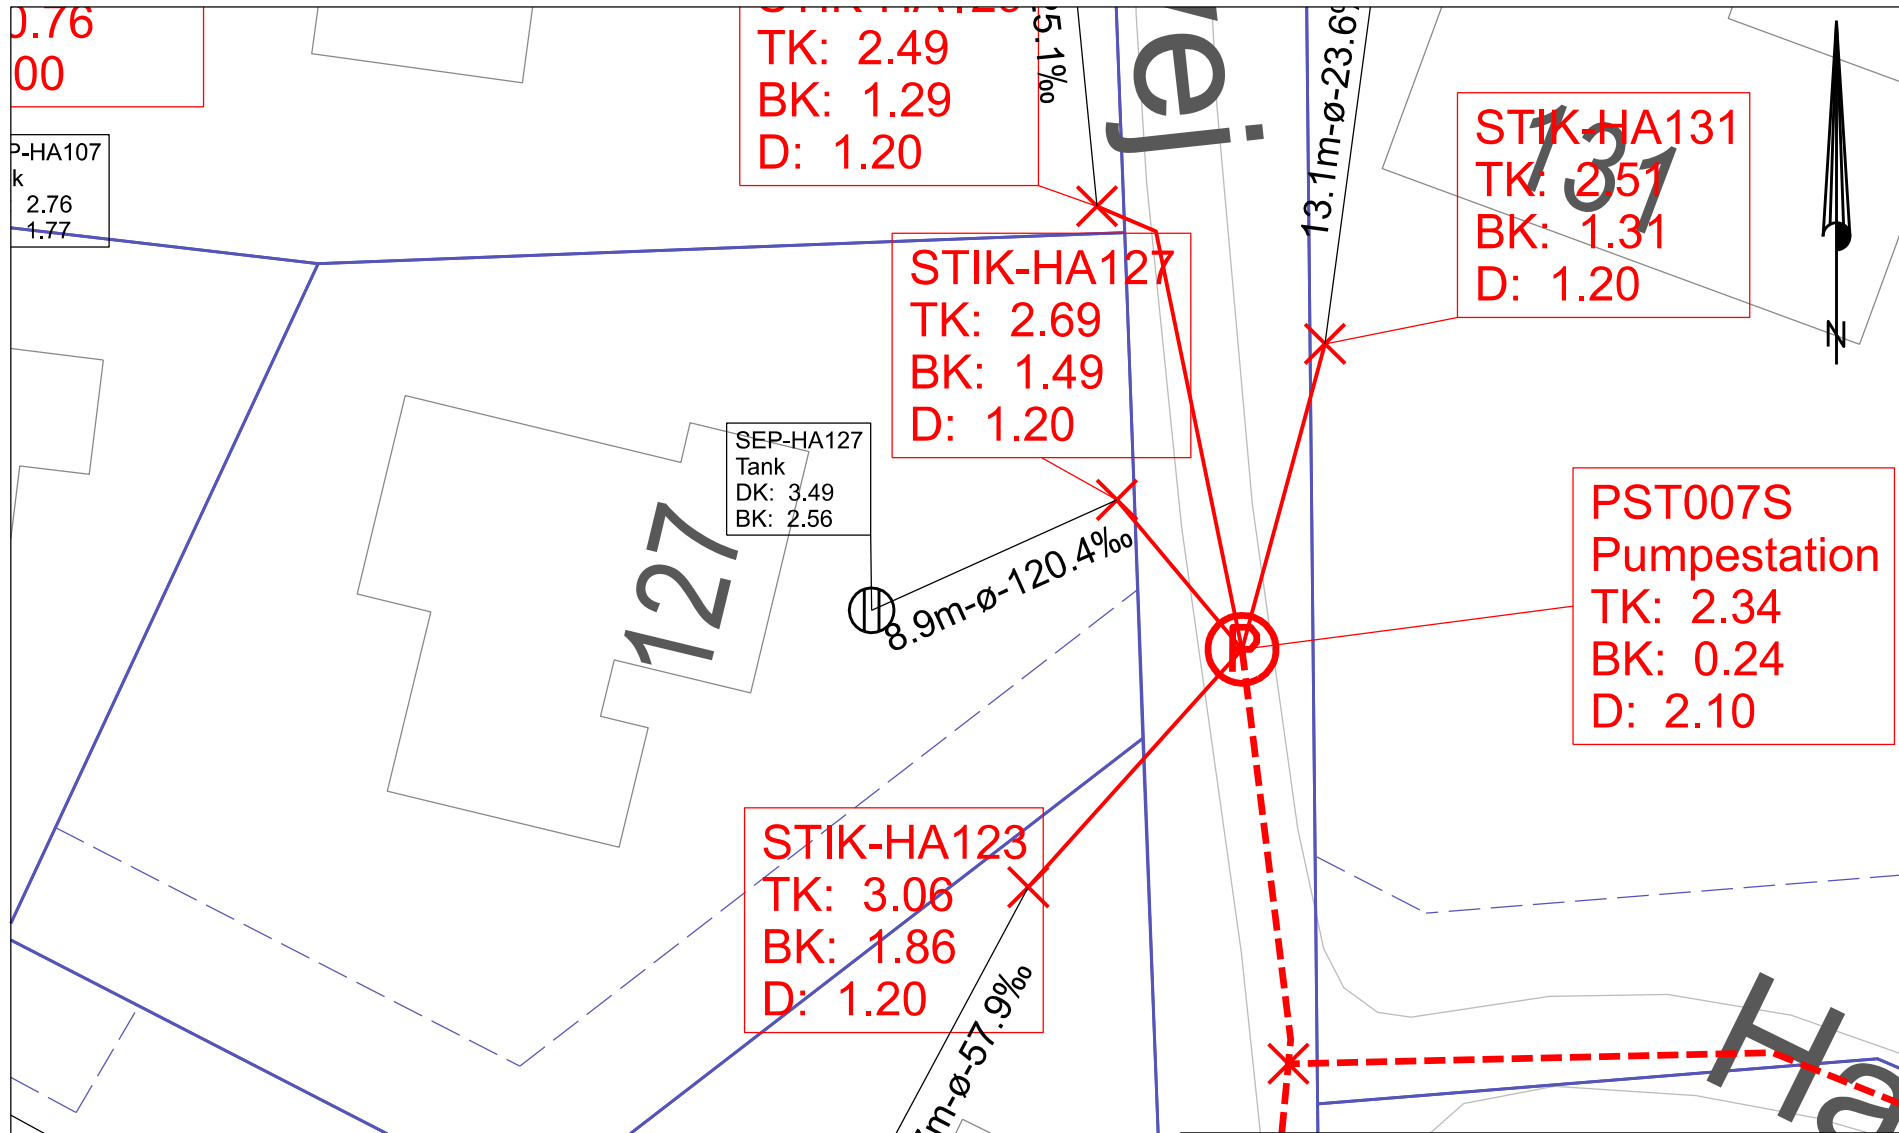 0.76
00
P-HA107
k
2.76
1.77
TK: 2.49
BK: 1.29
D: 1.20
5.1‰
vej
13.1m-ø-23.6
131
STIK-HA131
TK: 2.51
BK: 1.31
D: 1.20
N
STIK-HA127
TK: 2.69
BK: 1.49
D: 1.20
SEP-HA127
Tank
DK: 3.49
BK: 2.56
127
8.9m-ø-120.4‰
P
PST007S
Pumpestation
TK: 2.34
BK: 0.24
D: 2.10
STIK-HA123
TK: 3.06
BK: 1.86
D: 1.20
m-ø-57.9‰
Ha